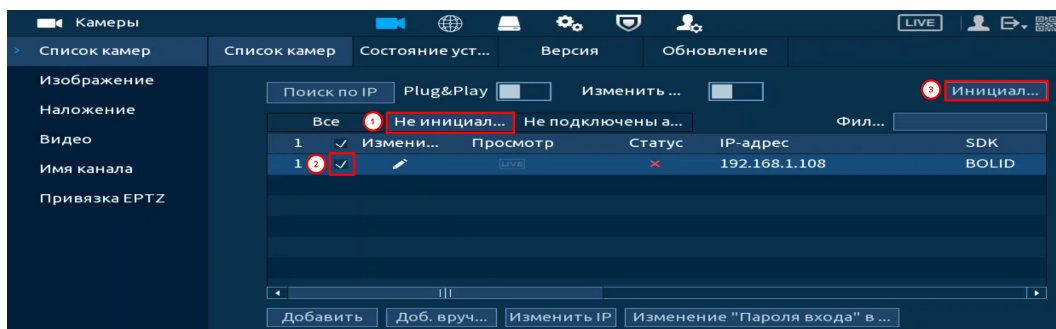 Камеры LIVE
Список камер Список камер Состояние уст... Версия Обновление
Изображение
Поиск по IP Plug&Play Изменить ... 3 Инициал...
Наложение
Все 1 Не инициал... Не подключены а... Фил...
Видео
1 Измени... Просмотр Статус IP-адрес SDK
Имя канала
1 2 LIVE 192.168.1.108 BOLID
Привязка EPTZ
Добавить Доб. вруч... Изменить IP Изменение "Пароля входа" в ...